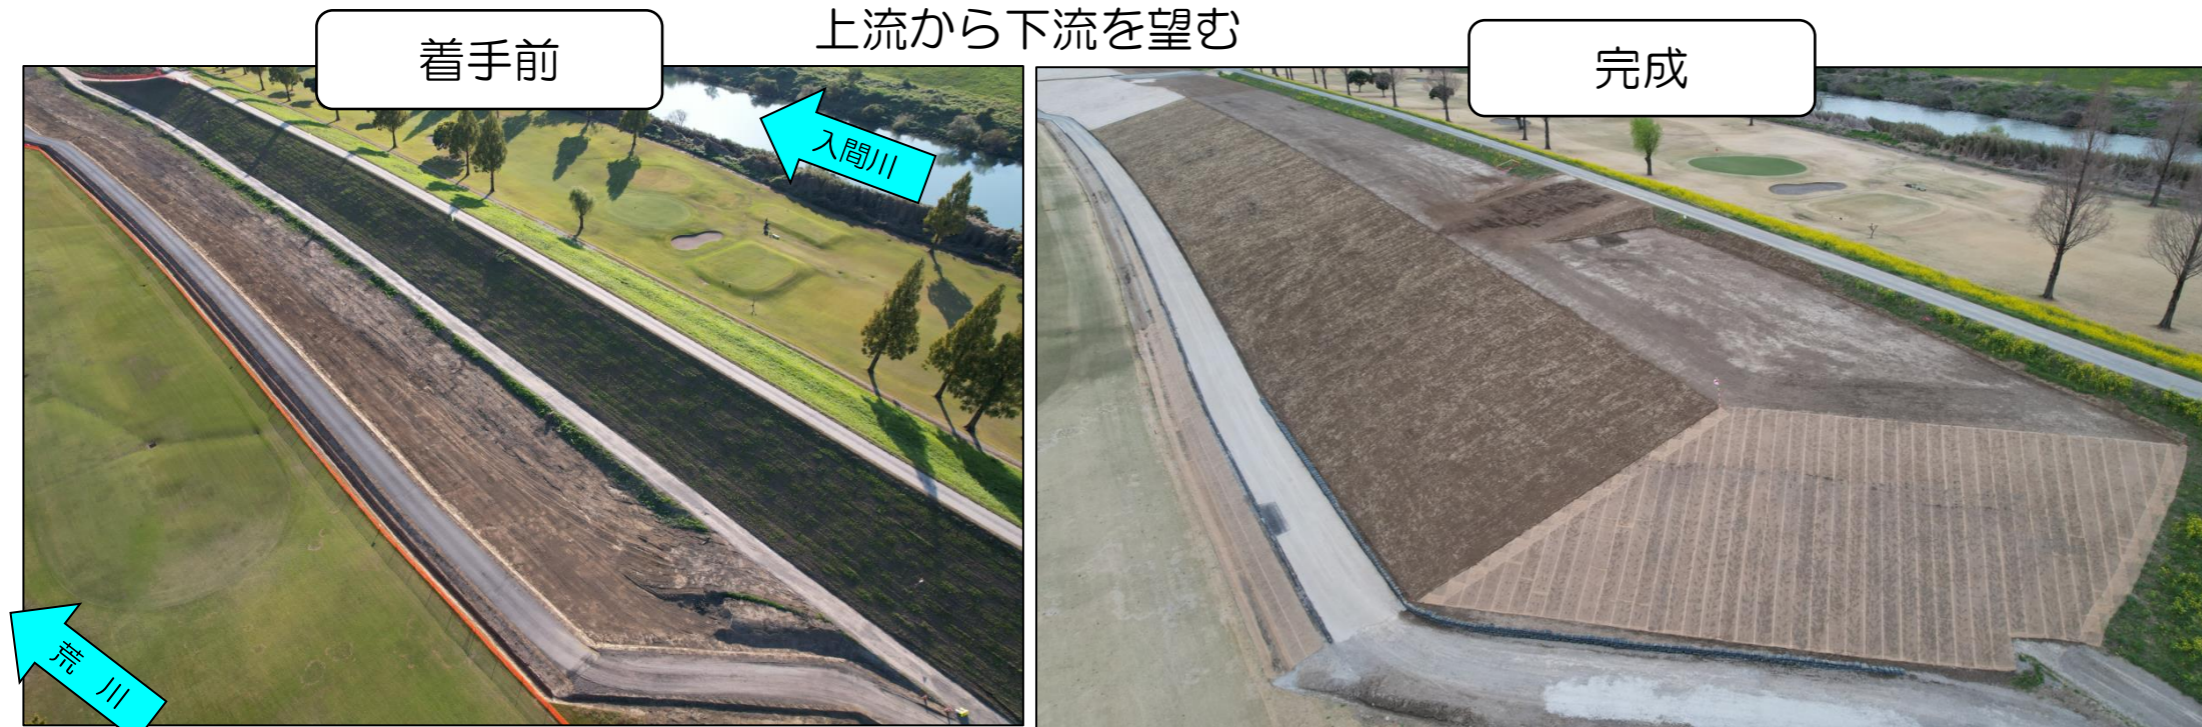 上流から下流を望む
着手前
完成
入間川
荒 川